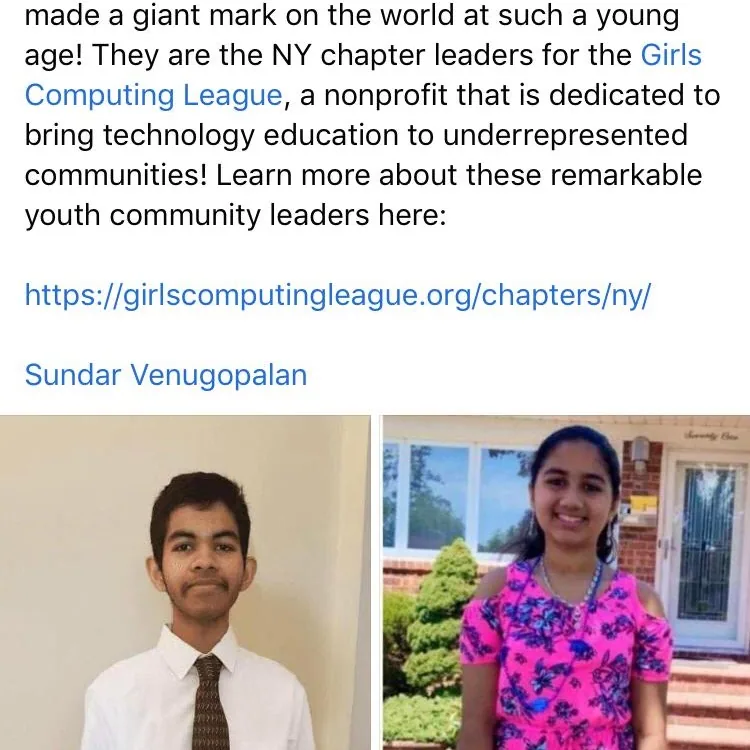 made a giant mark on the world at such a young
age! They are the NY chapter leaders for the Girls
Computing League, a nonprofit that is dedicated to
bring technology education to underrepresented
communities! Learn more about these remarkable
youth community leaders here:
https://girlscomputingleague.org/chapters/ny/
Sundar Venugopalan
Seventy One